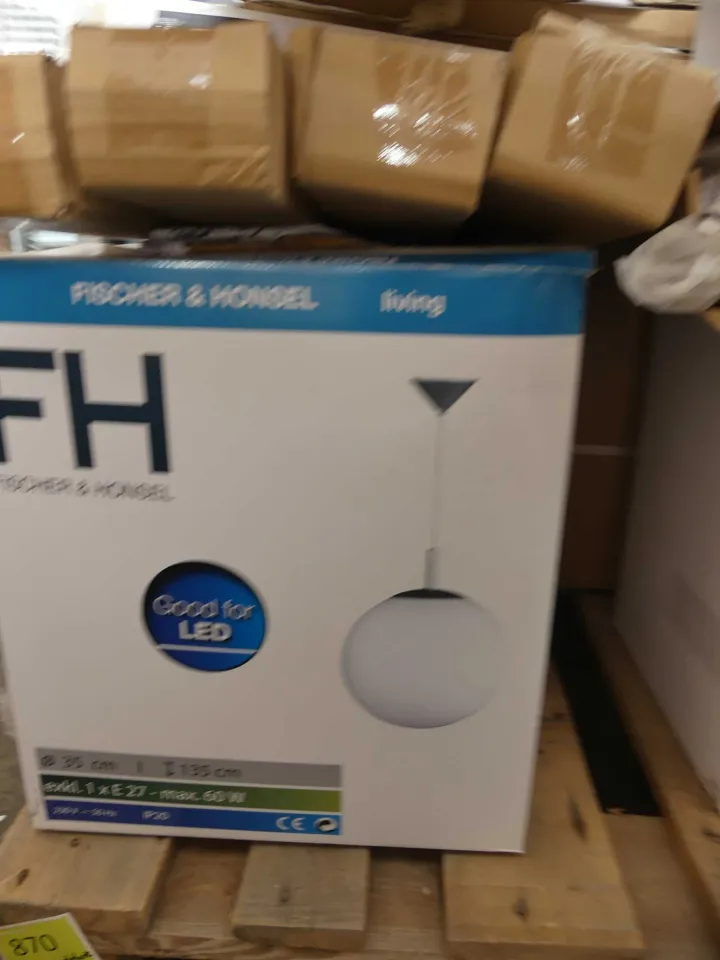 FISCHER & HONSEL living
FH
FISCHER & HONSEL
Good for
LED
Ø 35 cm | 135 cm
exkl. 1 x E 27 - max. 60 W
IP20 CE
870